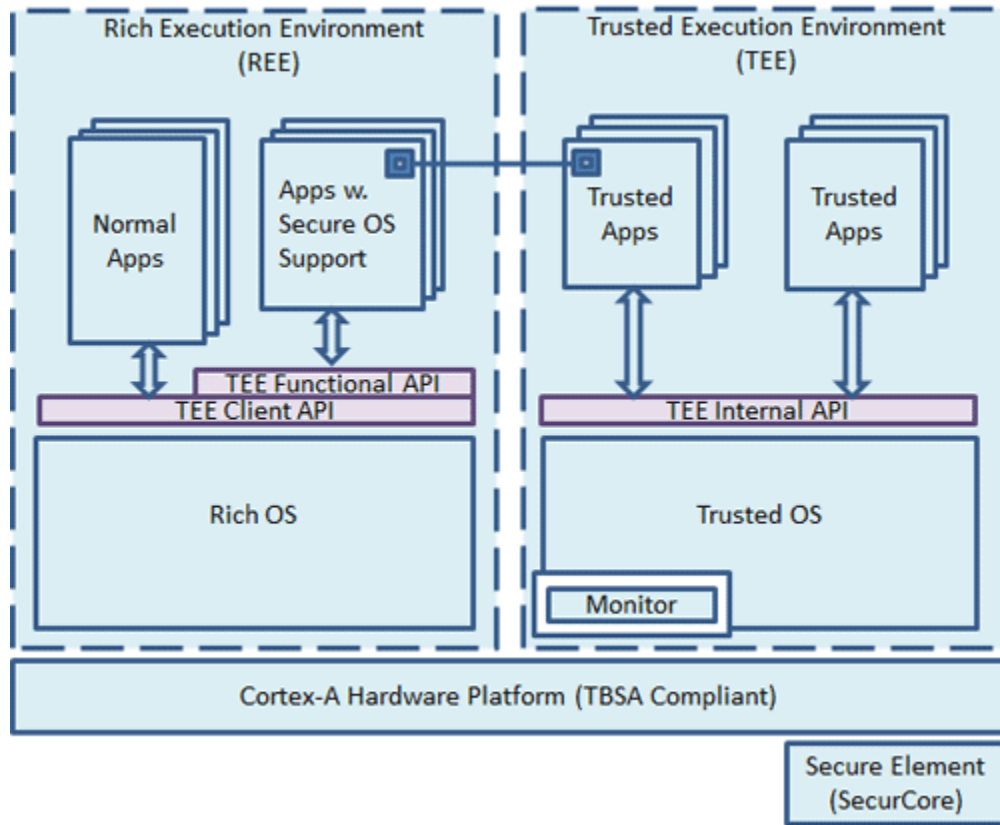 Rich Execution Environment
(REE)
Trusted Execution Environment
(TEE)
Normal
Apps
Apps w.
Secure OS
Support
Trusted
Apps
Trusted
Apps
TEE Functional API
TEE Client API
TEE Internal API
Rich OS
Trusted OS
Monitor
Cortex-A Hardware Platform (TBSA Compliant)
Secure Element
(SecurCore)